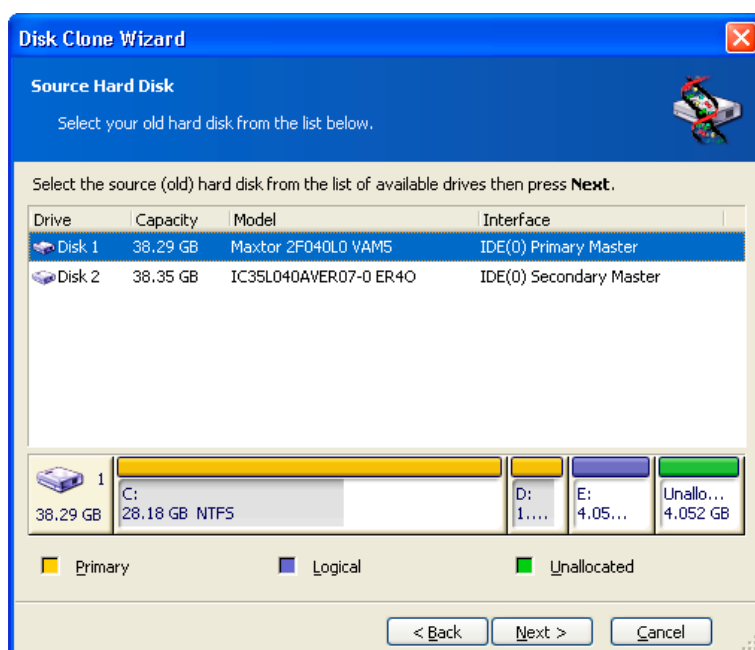 Disk Clone Wizard
Source Hard Disk
Select your old hard disk from the list below.
Select the source (old) hard disk from the list of available drives then press Next.
Drive Capacity Model Interface
Disk 1 38.29 GB Maxtor 2F040L0 VAM5 IDE(0) Primary Master
Disk 2 38.35 GB IC35L040AVER07-0 ER4O IDE(0) Secondary Master
1 C: D: E: Unallo...
38.29 GB 28.18 GB NTFS 1.... 4.05... 4.052 GB
Primary Logical Unallocated
< Back Next > Cancel